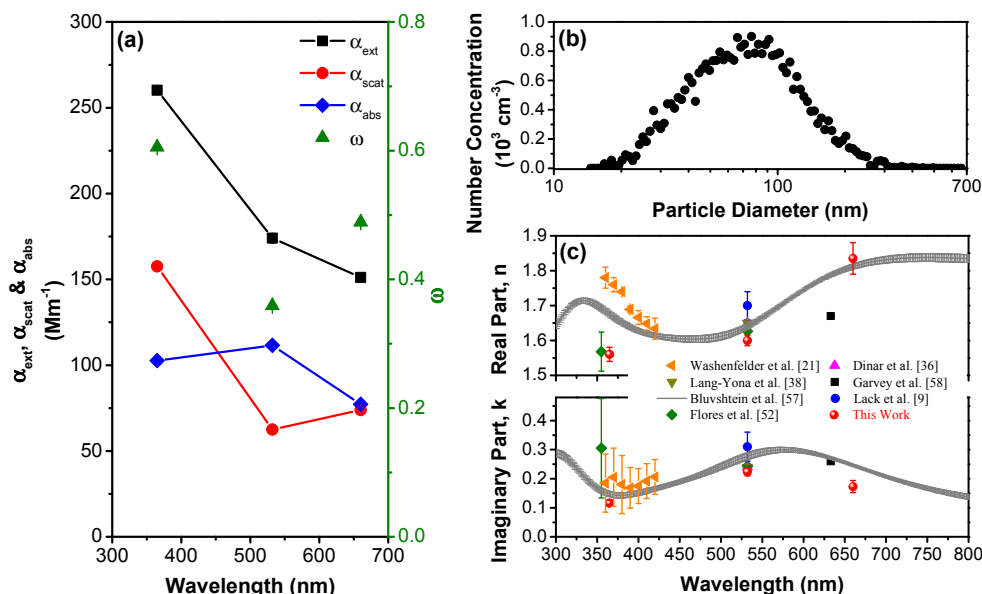 (a)
α_ext
α_scat
α_abs
ω
300
250
200
150
100
50
0
α_ext, α_scat & α_abs
(Mm⁻¹)
0.8
0.6
0.4
0.2
0.0
ω
300 400 500 600 700
Wavelength (nm)
(b)
Number Concentration
(10³ cm⁻³)
1.0
0.8
0.6
0.4
0.2
0.0
10 100 700
Particle Diameter (nm)
(c)
Real Part, n
1.9
1.8
1.7
1.6
1.5
Washenfelder et al. [21]
Lang-Yona et al. [38]
Bluvshtein et al. [57]
Flores et al. [52]
Dinar et al. [36]
Garvey et al. [58]
Lack et al. [9]
This Work
Imaginary Part, k
0.4
0.3
0.2
0.1
0
300 350 400 450 500 550 600 650 700 750 800
Wavelength (nm)